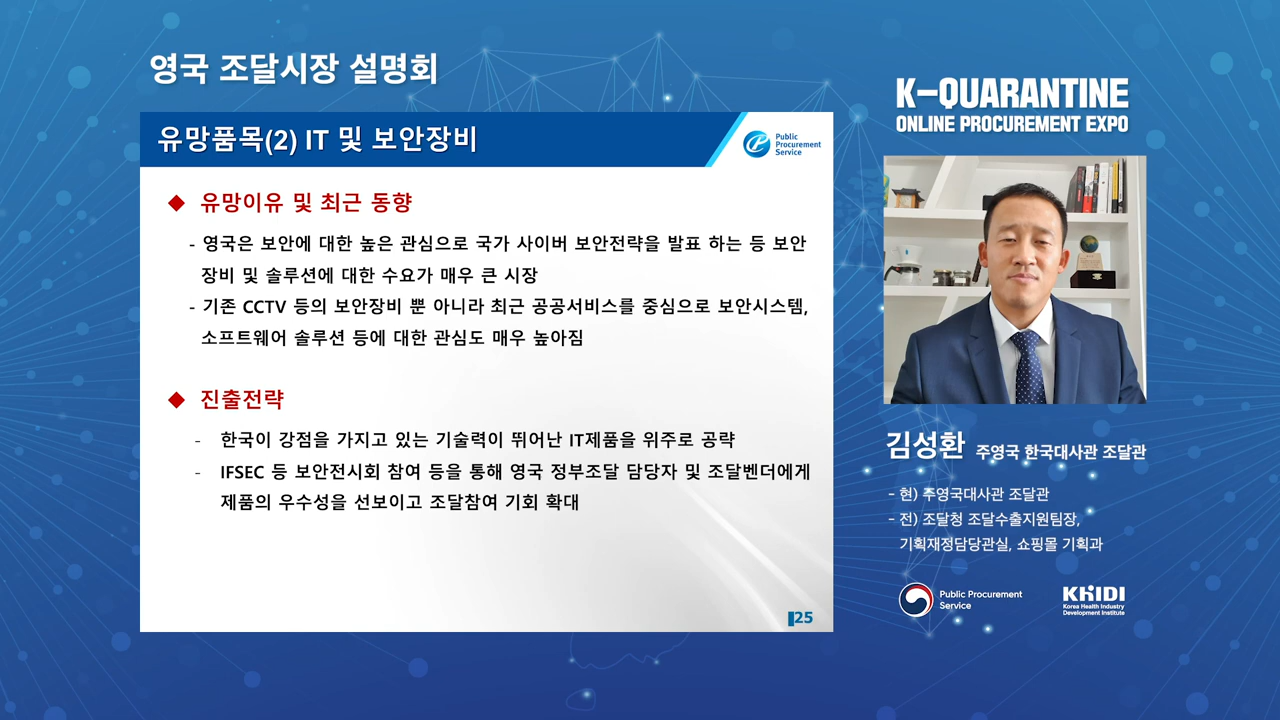 영국 조달시장 설명회
유망품목(2) IT 및 보안장비
Public
Procurement
Service
◆ 유망이유 및 최근 동향
- 영국은 보안에 대한 높은 관심으로 국가 사이버 보안전략을 발표 하는 등 보안
장비 및 솔루션에 대한 수요가 매우 큰 시장
- 기존 CCTV 등의 보안장비 뿐 아니라 최근 공공서비스를 중심으로 보안시스템,
소프트웨어 솔루션 등에 대한 관심도 매우 높아짐
◆ 진출전략
- 한국이 강점을 가지고 있는 기술력이 뛰어난 IT제품을 위주로 공략
- IFSEC 등 보안전시회 참여 등을 통해 영국 정부조달 담당자 및 조달벤더에게
제품의 우수성을 선보이고 조달참여 기회 확대
25
K-QUARANTINE
ONLINE PROCUREMENT EXPO
김성환 주영국 한국대사관 조달관
- 현) 주영국대사관 조달관
- 전) 조달청 조달수출지원팀장,
기획재정담당관실, 쇼핑몰 기획과
Public Procurement
Service
KHIDI
Korea Health Industry
Development Institute